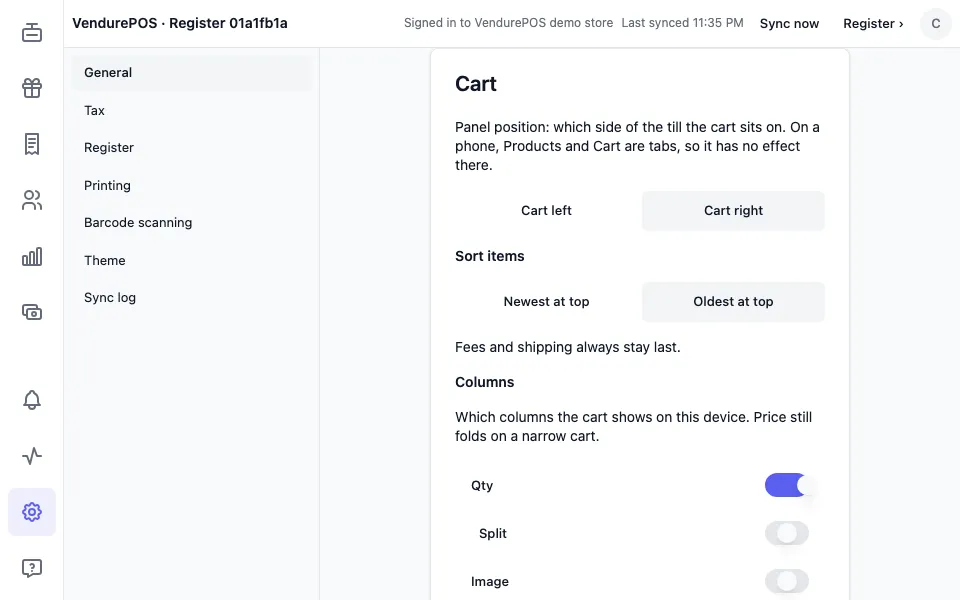 VendurePOS · Register 01a1fb1a
Signed in to VendurePOS demo store
Last synced 11:35 PM
Sync now
Register ›
C
General
Tax
Register
Printing
Barcode scanning
Theme
Sync log
Cart
Panel position: which side of the till the cart sits on. On a
phone, Products and Cart are tabs, so it has no effect
there.
Cart left
Cart right
Sort items
Newest at top
Oldest at top
Fees and shipping always stay last.
Columns
Which columns the cart shows on this device. Price still
folds on a narrow cart.
Qty
Split
Image